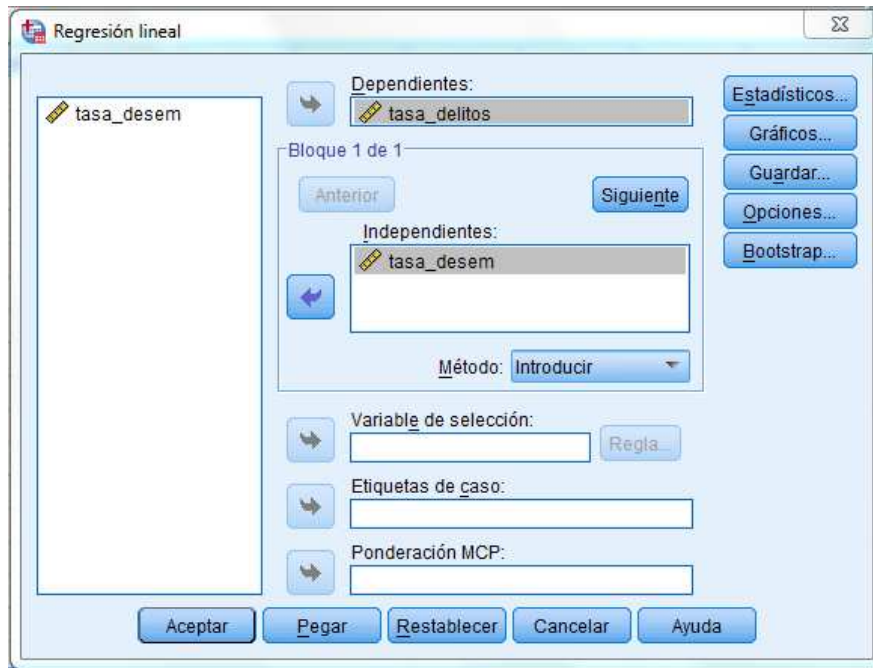 Regresión lineal
tasa_desem
Dependientes:
tasa_delitos
Bloque 1 de 1
Anterior
Siguiente
Independientes:
tasa_desem
Método: Introducir
Variable de selección:
Regla...
Etiquetas de caso:
Ponderación MCP:
Estadísticos...
Gráficos...
Guardar...
Opciones...
Bootstrap...
Aceptar
Pegar
Restablecer
Cancelar
Ayuda